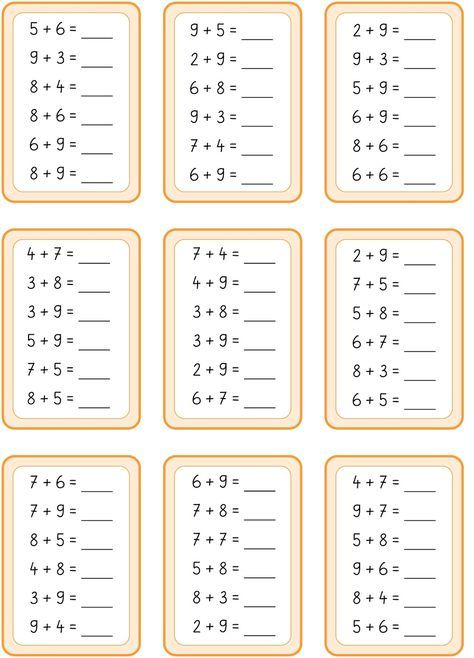 5 + 6 = ____
9 + 3 = ____
8 + 4 = ____
8 + 6 = ____
6 + 9 = ____
8 + 9 = ____
9 + 5 = ____
2 + 9 = ____
6 + 8 = ____
9 + 3 = ____
7 + 4 = ____
6 + 9 = ____
2 + 9 = ____
9 + 3 = ____
5 + 9 = ____
6 + 9 = ____
8 + 6 = ____
6 + 6 = ____
4 + 7 = ____
3 + 8 = ____
3 + 9 = ____
5 + 9 = ____
7 + 5 = ____
8 + 5 = ____
7 + 4 = ____
4 + 9 = ____
3 + 8 = ____
3 + 9 = ____
2 + 9 = ____
6 + 7 = ____
2 + 9 = ____
7 + 5 = ____
5 + 8 = ____
6 + 7 = ____
8 + 3 = ____
6 + 5 = ____
7 + 6 = ____
7 + 9 = ____
8 + 5 = ____
4 + 8 = ____
3 + 9 = ____
9 + 4 = ____
6 + 9 = ____
7 + 8 = ____
7 + 7 = ____
5 + 8 = ____
8 + 3 = ____
2 + 9 = ____
4 + 7 = ____
9 + 7 = ____
5 + 8 = ____
9 + 6 = ____
8 + 4 = ____
5 + 6 = ____